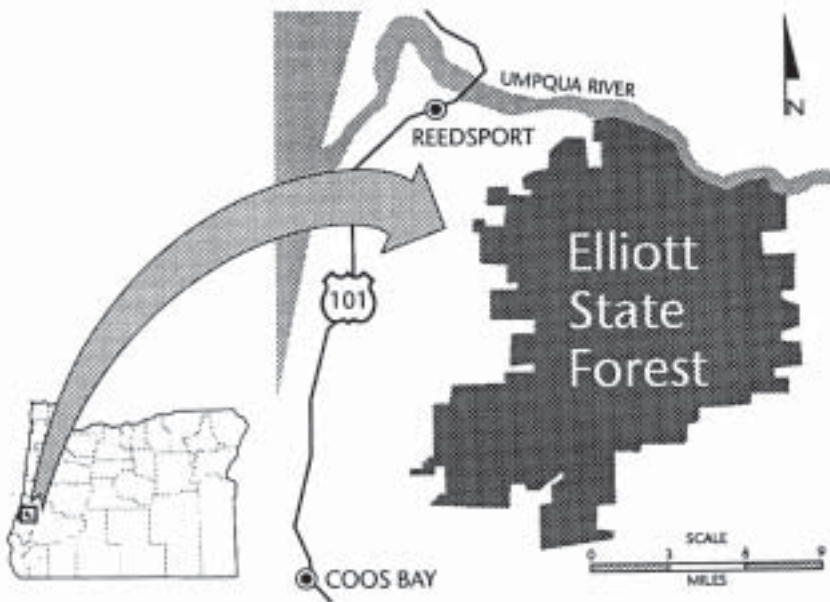 UMPQUA RIVER
N
REEDSPORT
Elliott
State
Forest
101
SCALE
0 3 6 9
MILES
COOS BAY